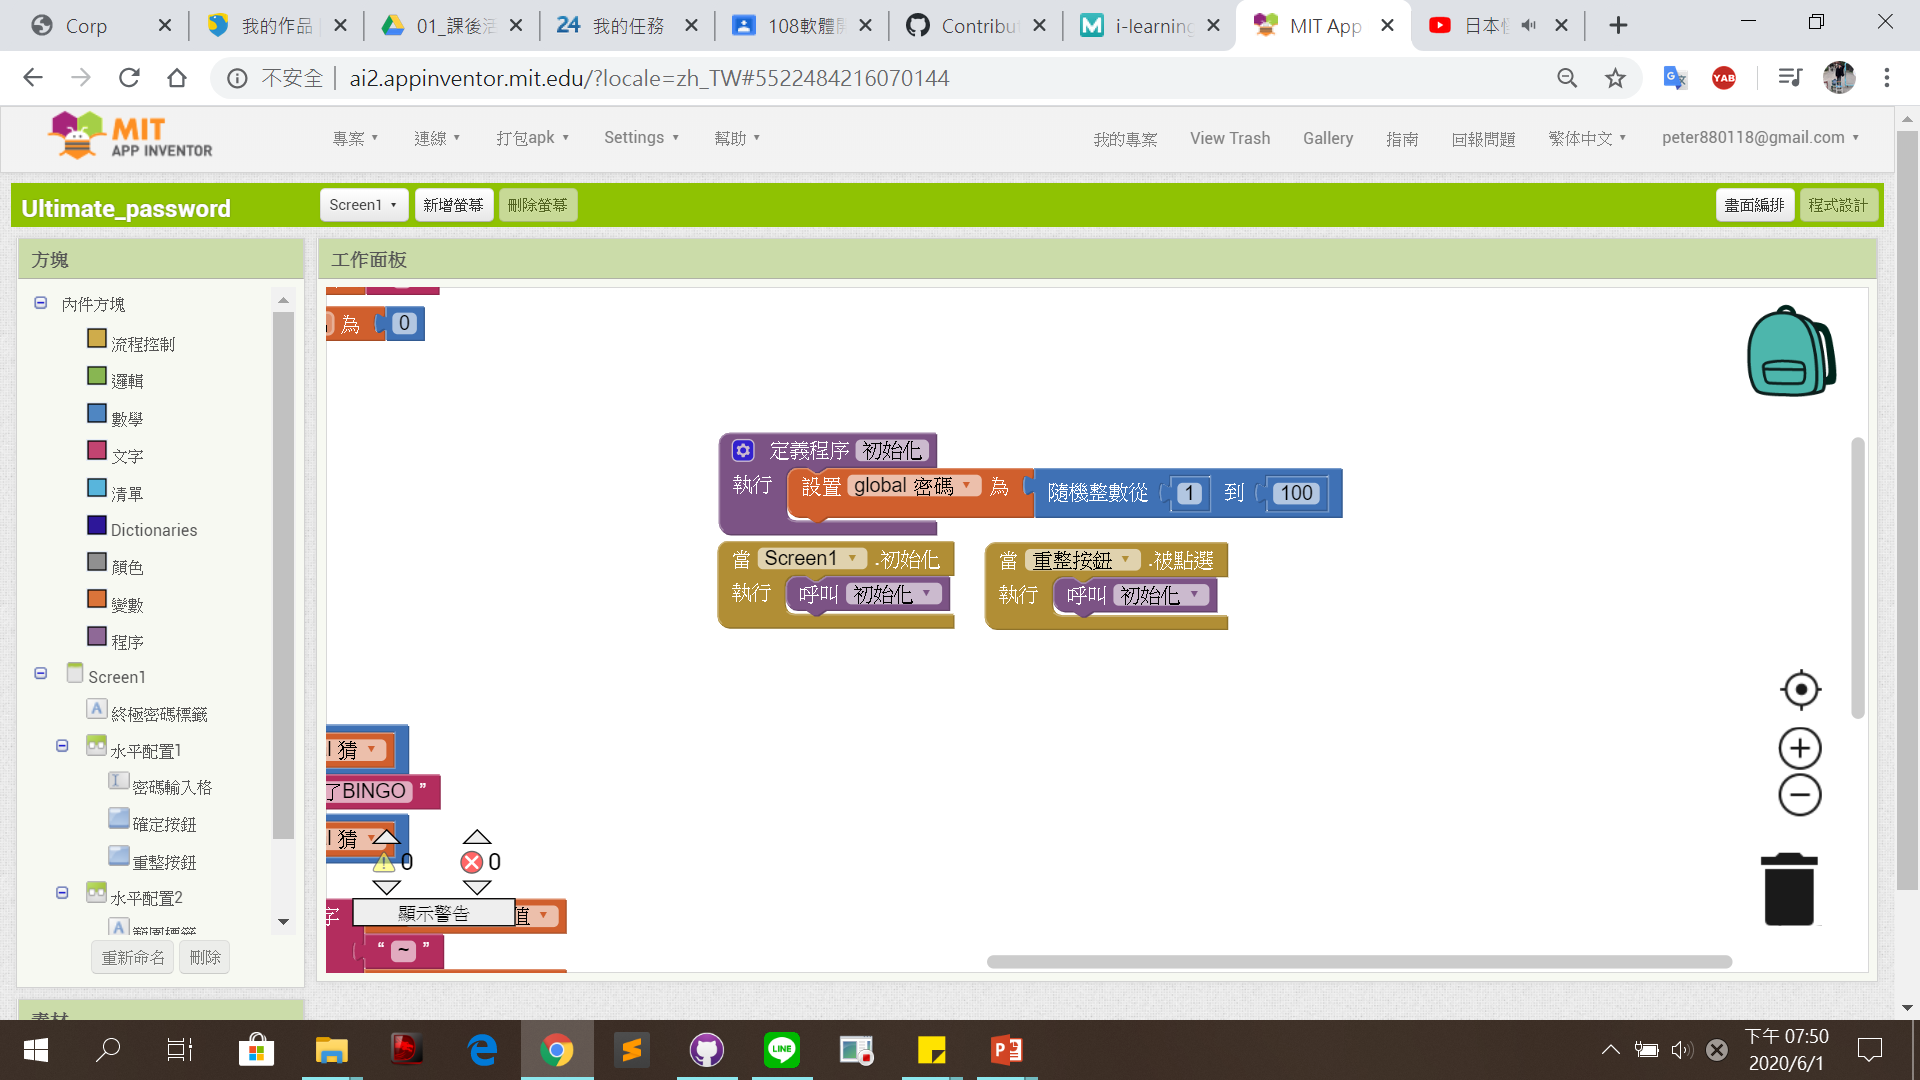 Corp
我的作品
01_課後活
24 我的任務
108軟體開
Contribu
i-learning
MIT App
日本怪
不安全 | ai2.appinventor.mit.edu/?locale=zh_TW#5522484216070144
YAB
MIT
APP INVENTOR
專案
連線
打包apk
Settings
幫助
我的專案
View Trash
Gallery
指南
回報問題
繁体中文
peter880118@gmail.com
Ultimate_password
Screen1
新增螢幕
刪除螢幕
畫面編排
程式設計
方塊
內件方塊
流程控制
邏輯
數學
文字
清單
Dictionaries
顏色
變數
程序
Screen1
終極密碼標籤
水平配置1
密碼輸入格
確定按鈕
重整按鈕
水平配置2
範圍標籤
重新命名
刪除
素材
工作面板
為 0
定義程序 初始化
執行 設置 global 密碼 為 隨機整數從 1 到 100
當 Screen1 .初始化
執行 呼叫 初始化
當 重整按鈕 .被點選
執行 呼叫 初始化
l 猜
了BINGO ”
l 猜
0 0
顯示警告
字 值
“ ~ ”
LINE
下午 07:50
2020/6/1